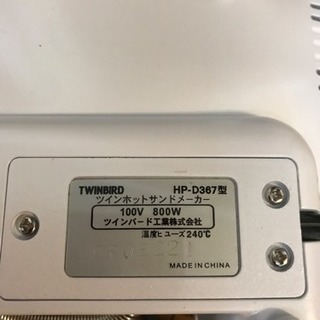 TWINBIRD HP-D367型
ツインホットサンドメーカー
100V 800W
ツインバード工業株式会社
温度ヒューズ240℃
MADE IN CHINA